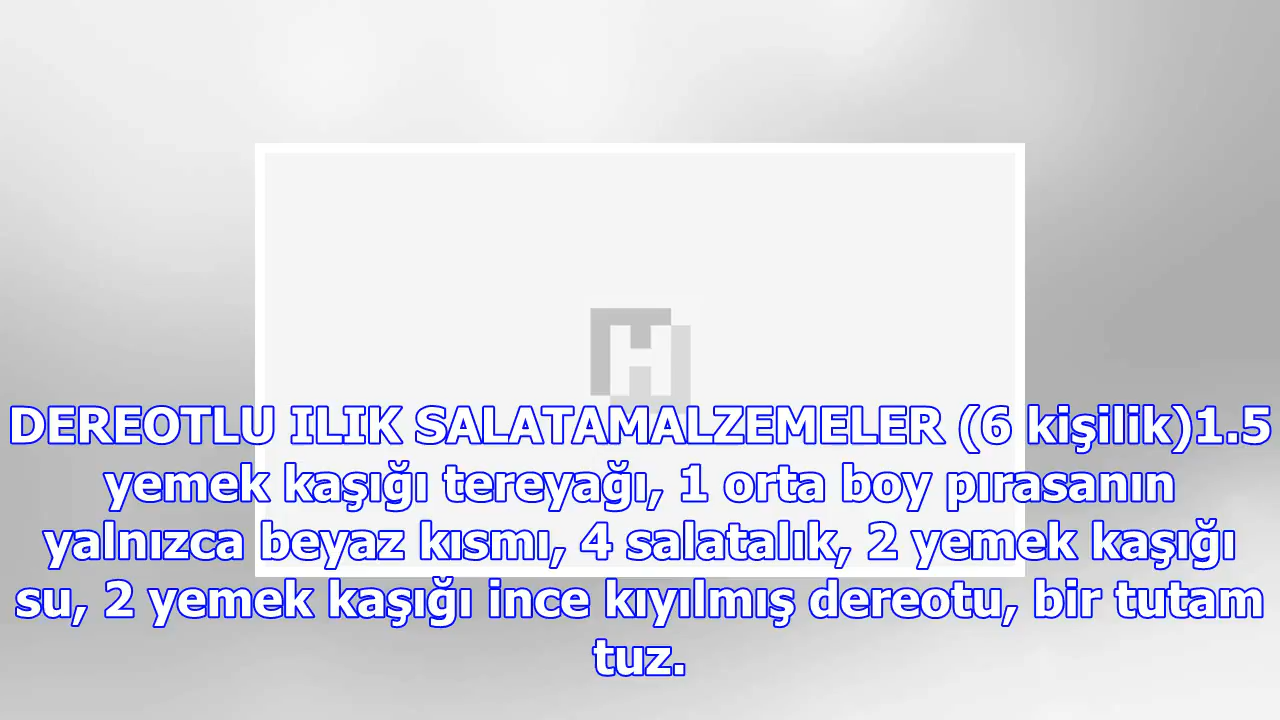 H
DEREOTLU ILIK SALATAMALZEMELER (6 kişilik)1.5
yemek kaşığı tereyağı, 1 orta boy pırasanın
yalnızca beyaz kısmı, 4 salatalık, 2 yemek kaşığı
su, 2 yemek kaşığı ince kıyılmış dereotu, bir tutam
tuz.